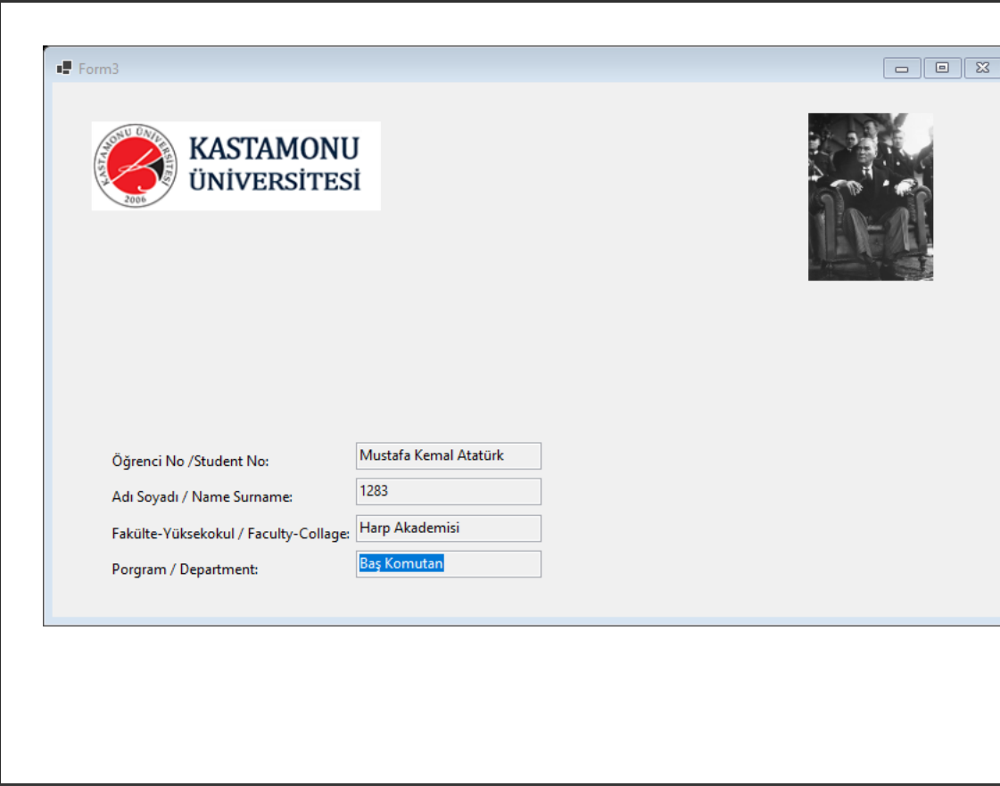 Form3
KASTAMONU ÜNİVERSİTESİ
2006
KASTAMONU
ÜNİVERSİTESİ
Öğrenci No /Student No: Mustafa Kemal Atatürk
Adı Soyadı / Name Surname: 1283
Fakülte-Yüksekokul / Faculty-Collage: Harp Akademisi
Porgram / Department: Baş Komutan